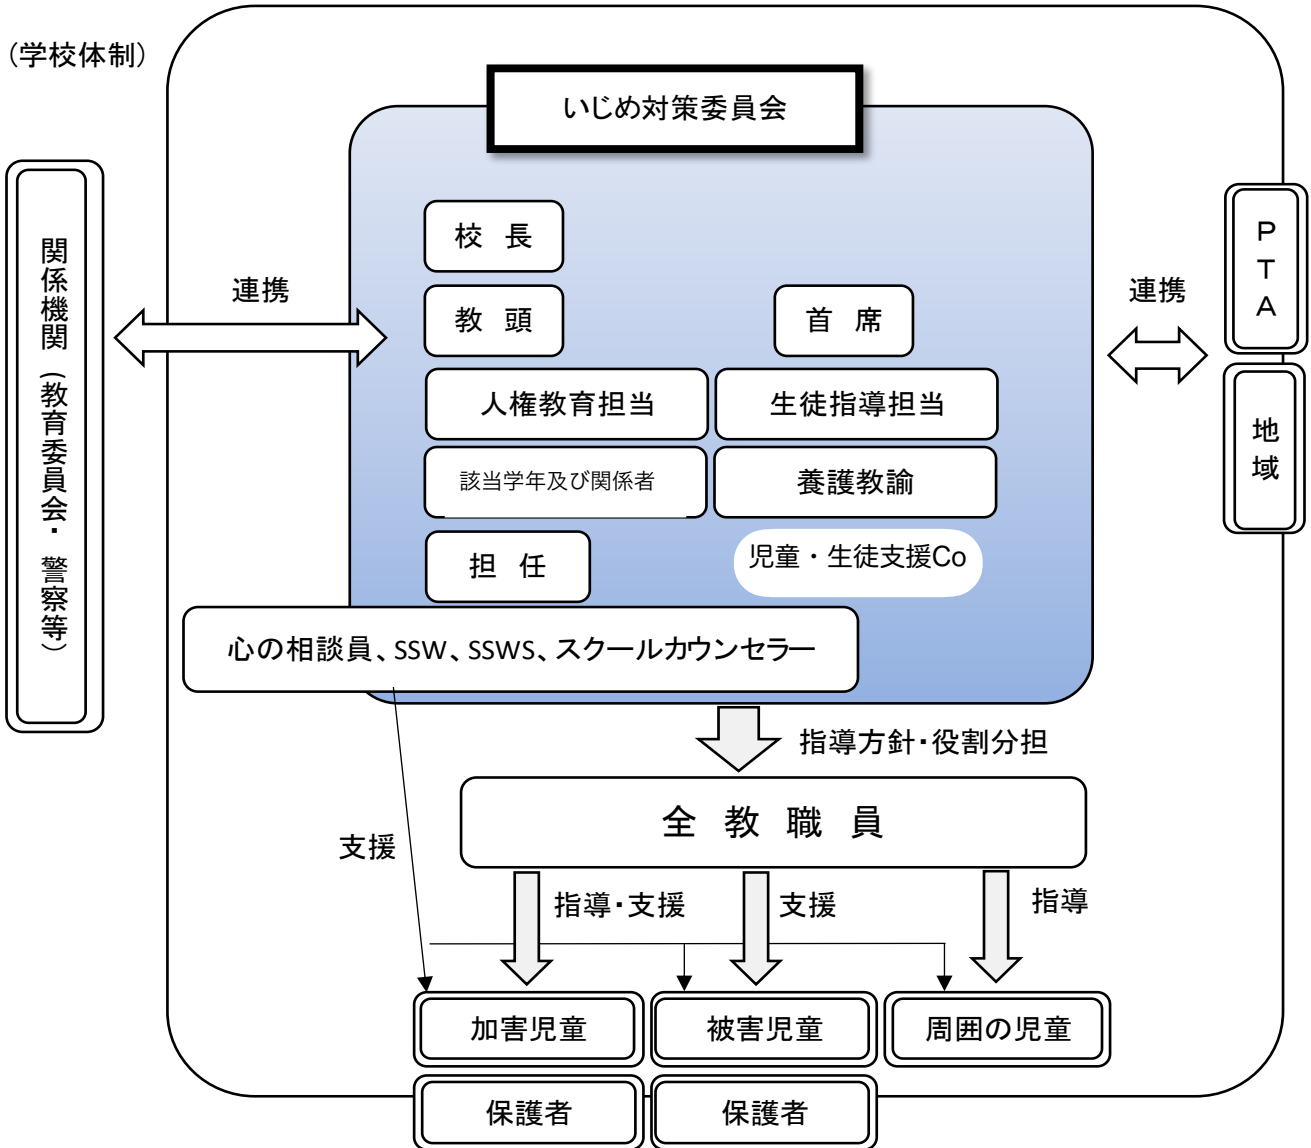 (学校体制)
いじめ対策委員会
関係機関（教育委員会・警察等）
連携
校長
教頭
首席
人権教育担当
生徒指導担当
該当学年及び関係者
養護教諭
担任
児童・生徒支援Co
心の相談員、SSW、SSWS、スクールカウンセラー
連携
ＰＴＡ
地域
指導方針・役割分担
全教職員
支援
指導・支援
支援
指導
加害児童
被害児童
周囲の児童
保護者
保護者